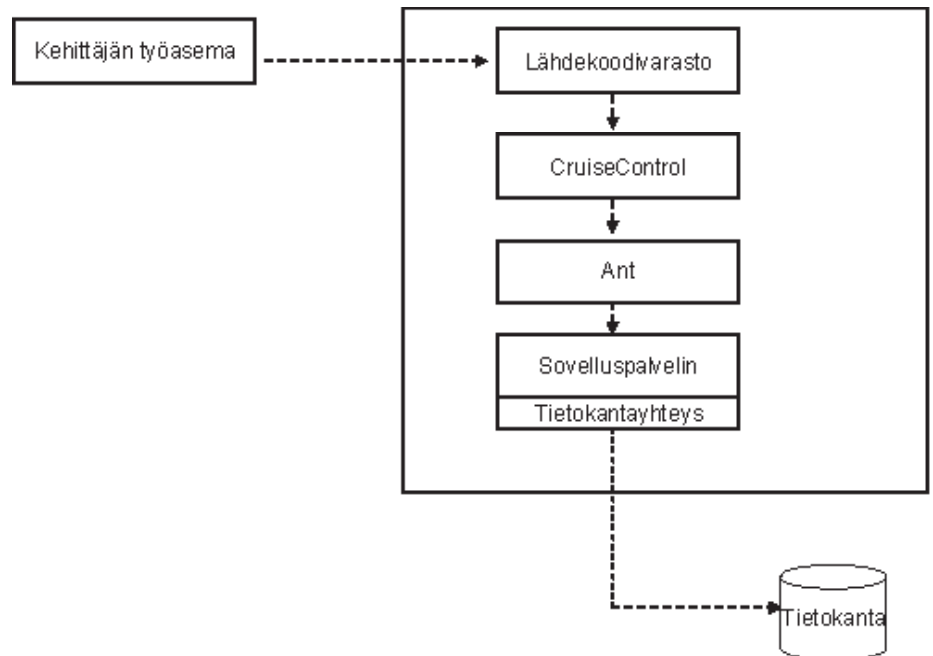 Kehittäjän työasema
Lähdekoodivarasto
CruiseControl
Ant
Sovelluspalvelin
Tietokantayhteys
Tietokanta